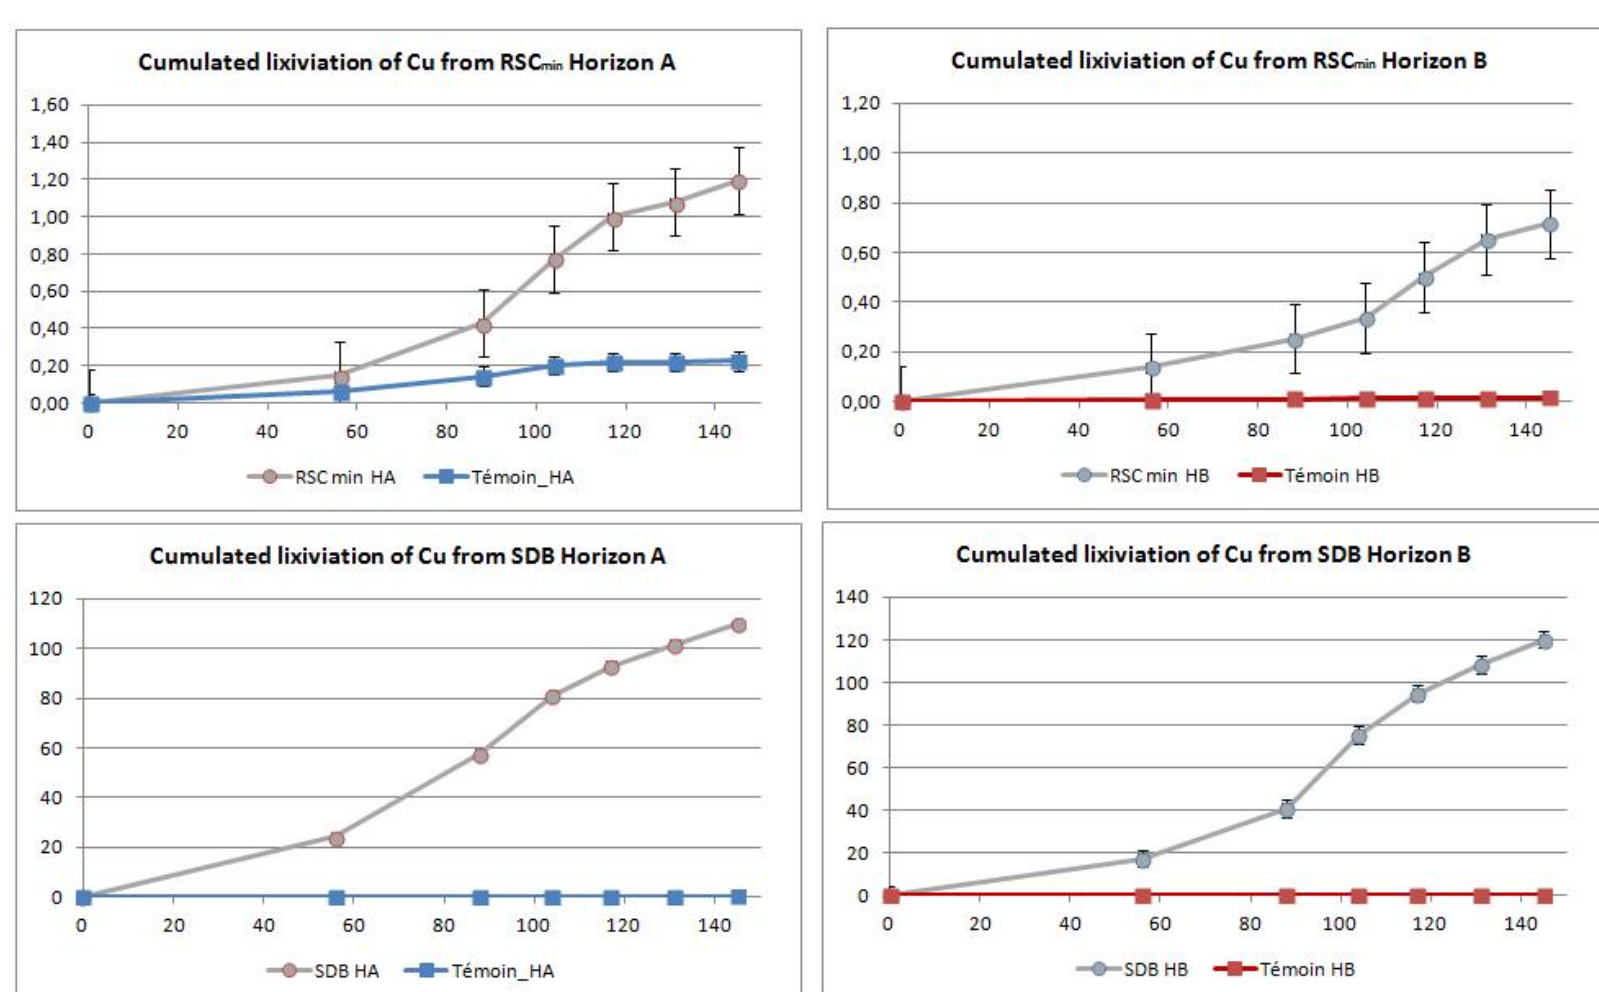 Cumulated lixiviation of Cu from RSCmin Horizon A
1,60
1,40
1,20
1,00
0,80
0,60
0,40
0,20
0,00
0 20 40 60 80 100 120 140
RSC min HA Témoin_HA
Cumulated lixiviation of Cu from RSCmin Horizon B
1,20
1,00
0,80
0,60
0,40
0,20
0,00
0 20 40 60 80 100 120 140
RSC min HB Témoin HB
Cumulated lixiviation of Cu from SDB Horizon A
120
100
80
60
40
20
0
0 20 40 60 80 100 120 140
SDB HA Témoin_HA
Cumulated lixiviation of Cu from SDB Horizon B
140
120
100
80
60
40
20
0
0 20 40 60 80 100 120 140
SDB HB Témoin HB